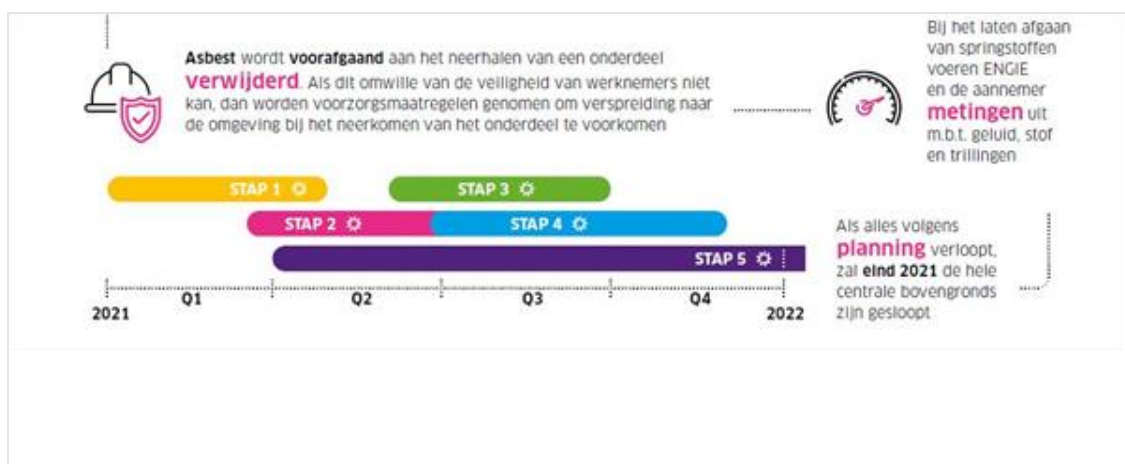 Asbest wordt voorafgaand aan het neerhalen van een onderdeel
verwijderd. Als dit omwille van de veiligheid van werknemers niet
kan, dan worden voorzorgsmaatregelen genomen om verspreiding naar
de omgeving bij het neerkomen van het onderdeel te voorkomen
Bij het laten afgaan
van springstoffen
voeren ENGIE
en de aannemer
metingen uit
m.b.t. geluid, stof
en trillingen
STAP 1
STAP 3
STAP 2
STAP 4
STAP 5
Q1
Q2
Q3
Q4
2021
2022
Als alles volgens
planning verloopt,
zal eind 2021 de hele
centrale bovengronds
zijn gesloopt